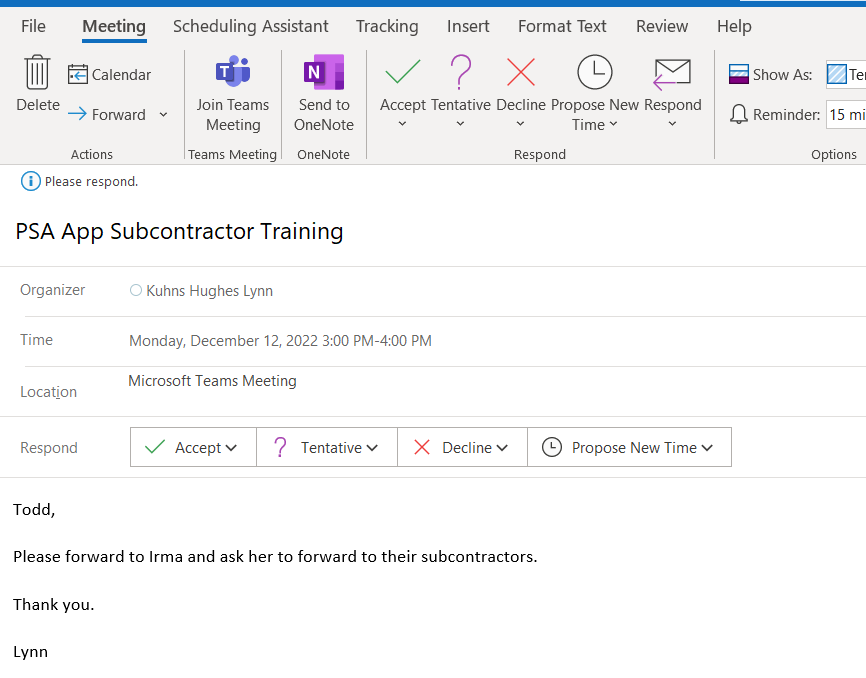 File Meeting Scheduling Assistant Tracking Insert Format Text Review Help
Delete
Calendar
Forward
Actions
Join Teams
Meeting
Teams Meeting
N
Send to
OneNote
OneNote
Accept Tentative Decline Propose New Respond
Time
Respond
Show As:
Reminder: 15
Options
Please respond.
PSA App Subcontractor Training
Organizer Kuhns Hughes Lynn
Time Monday, December 12, 2022 3:00 PM-4:00 PM
Location Microsoft Teams Meeting
Respond Accept Tentative Decline Propose New Time
Todd,
Please forward to Irma and ask her to forward to their subcontractors.
Thank you.
Lynn